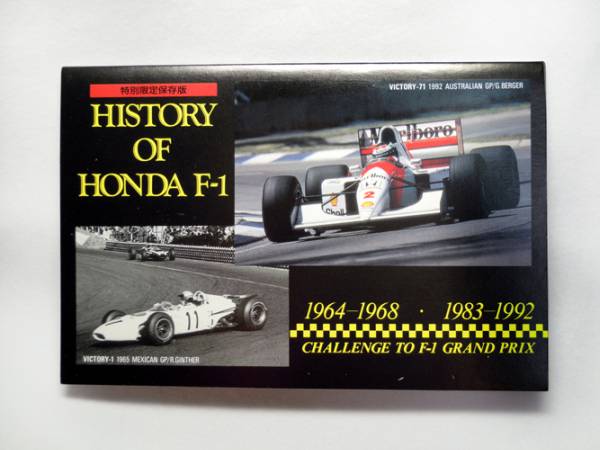 特別限定保存版
HISTORY
OF
HONDA F-1
VICTORY-71 1992 AUSTRALIAN GP/G.BERGER
Marlboro
2
Shell
11
VICTORY-1 1965 MEXICAN GP/R.GINTHER
1964-1968 · 1983-1992
CHALLENGE TO F-1 GRAND PRIX